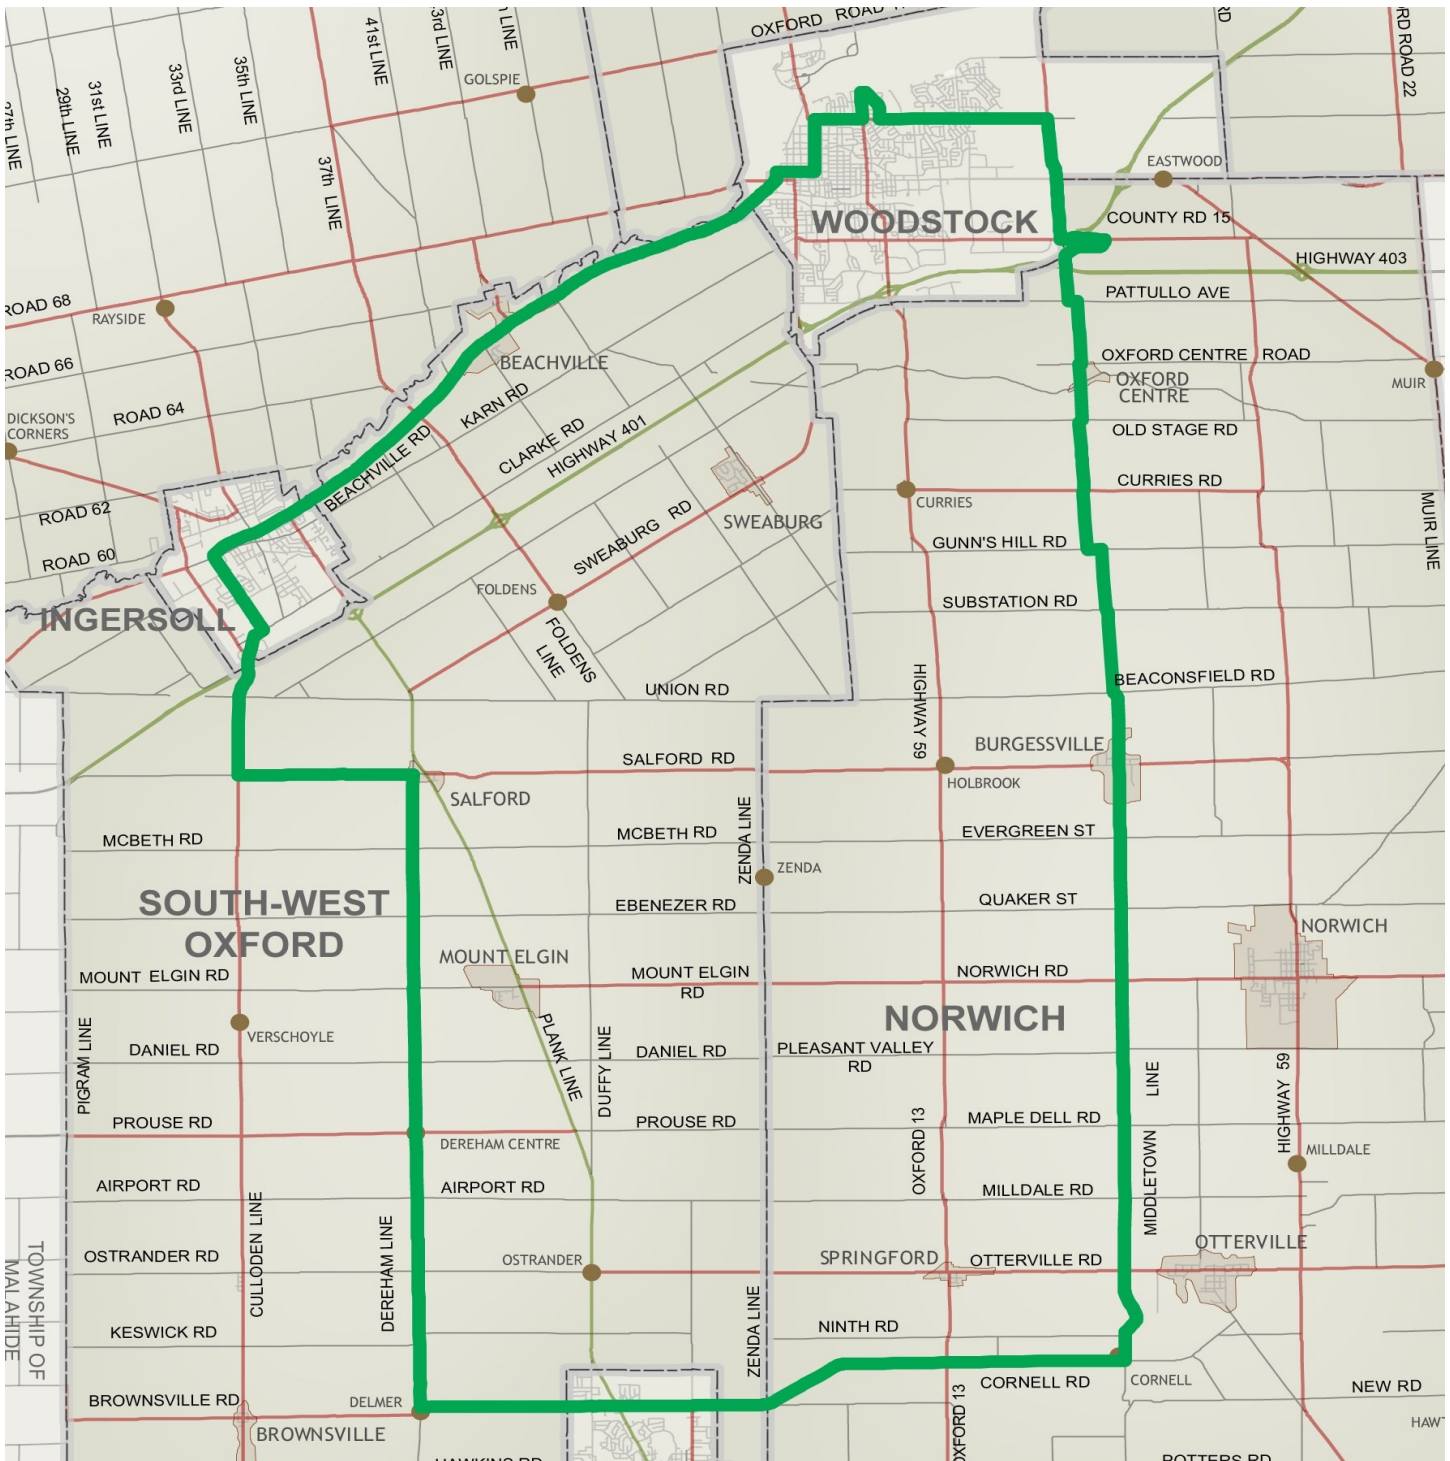 OXFORD ROAD
41st LINE
LINE
35th LINE
33rd LINE
31st LINE
29th LINE
GOLSPIE
ROAD 22
37th LINE
EASTWOOD
WOODSTOCK
COUNTY RD 15
HIGHWAY 403
PATTULLO AVE
ROAD 68
RAYSIDE
OXFORD CENTRE ROAD
BEACHVILLE
ROAD 66
OXFORD
CENTRE
MUIR
KARN RD
ROAD 64
DICKSON'S
CORNERS
CLARKE RD
HIGHWAY 401
BEACHVILLE RD
OLD STAGE RD
CURRIES RD
CURRIES
ROAD 62
SWEABURG
SWEABURG RD
MUIR LINE
GUNN'S HILL RD
ROAD 60
FOLDENS
SUBSTATION RD
INGERSOLL
FOLDENS
LINE
UNION RD
HIGHWAY 59
BEACONSFIELD RD
BURGESSVILLE
SALFORD RD
HOLBROOK
SALFORD
MCBETH RD
MCBETH RD
ZENDA LINE
EVERGREEN ST
ZENDA
SOUTH-WEST
OXFORD
EBENEZER RD
QUAKER ST
NORWICH
MOUNT ELGIN
MOUNT ELGIN RD
MOUNT ELGIN
RD
NORWICH RD
NORWICH
VERSCHOYLE
PLANK LINE
DUFFY LINE
PIGRAM LINE
DANIEL RD
DANIEL RD
PLEASANT VALLEY
RD
MIDDLETOWN LINE
HIGHWAY 59
PROUSE RD
PROUSE RD
MAPLE DELL RD
DEREHAM CENTRE
OXFORD 13
MILLDALE
AIRPORT RD
AIRPORT RD
MILLDALE RD
CULLODEN LINE
DEREHAM LINE
TOWNSHIP OF
MALAHIDE
OSTRANDER RD
OSTRANDER
SPRINGFORD
OTTERVILLE RD
OTTERVILLE
KESWICK RD
ZENDA LINE
NINTH RD
CORNELL RD
CORNELL
NEW RD
BROWNSVILLE RD
DELMER
OXFORD 13
BROWNSVILLE